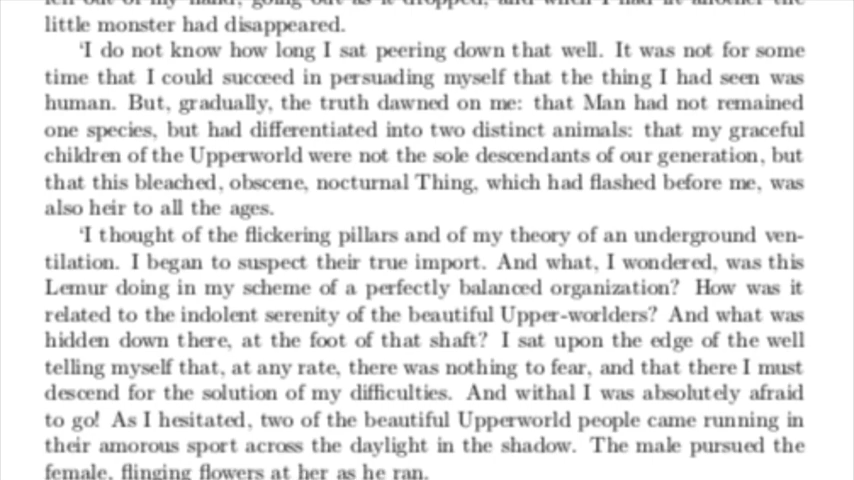 little monster had disappeared.
‘I do not know how long I sat peering down that well. It was not for some
time that I could succeed in persuading myself that the thing I had seen was
human. But, gradually, the truth dawned on me: that Man had not remained
one species, but had differentiated into two distinct animals: that my graceful
children of the Upperworld were not the sole descendants of our generation, but
that this bleached, obscene, nocturnal Thing, which had flashed before me, was
also heir to all the ages.
‘I thought of the flickering pillars and of my theory of an underground ven-
tilation. I began to suspect their true import. And what, I wondered, was this
Lemur doing in my scheme of a perfectly balanced organization? How was it
related to the indolent serenity of the beautiful Upper-worlders? And what was
hidden down there, at the foot of that shaft? I sat upon the edge of the well
telling myself that, at any rate, there was nothing to fear, and that there I must
descend for the solution of my difficulties. And withal I was absolutely afraid
to go! As I hesitated, two of the beautiful Upperworld people came running in
their amorous sport across the daylight in the shadow. The male pursued the
female, flinging flowers at her as he ran.